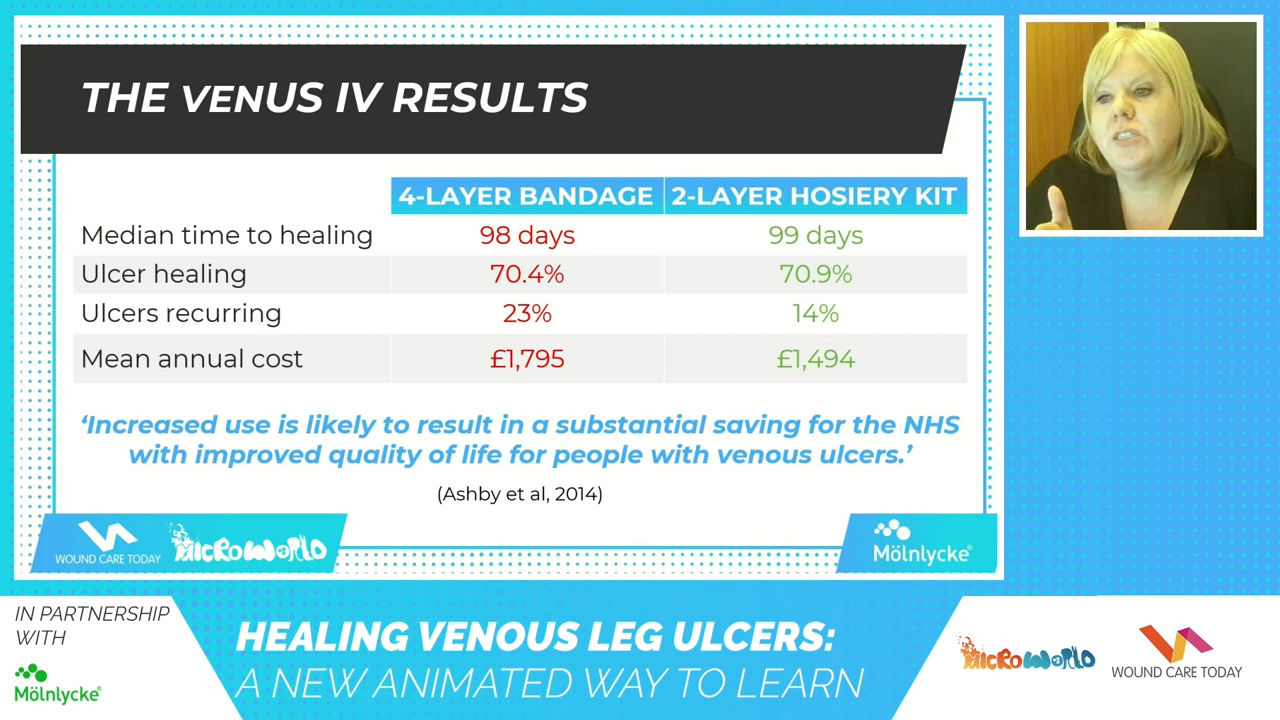 THE VENUS IV RESULTS
4-LAYER BANDAGE 2-LAYER HOSIERY KIT
Median time to healing 98 days 99 days
Ulcer healing 70.4% 70.9%
Ulcers recurring 23% 14%
Mean annual cost £1,795 £1,494
‘Increased use is likely to result in a substantial saving for the NHS
with improved quality of life for people with venous ulcers.’
(Ashby et al, 2014)
WOUND CARE TODAY
MICROWORLD
Mölnlycke®
IN PARTNERSHIP
WITH
Mölnlycke®
HEALING VENOUS LEG ULCERS:
A NEW ANIMATED WAY TO LEARN
MICROWORLD
WOUND CARE TODAY